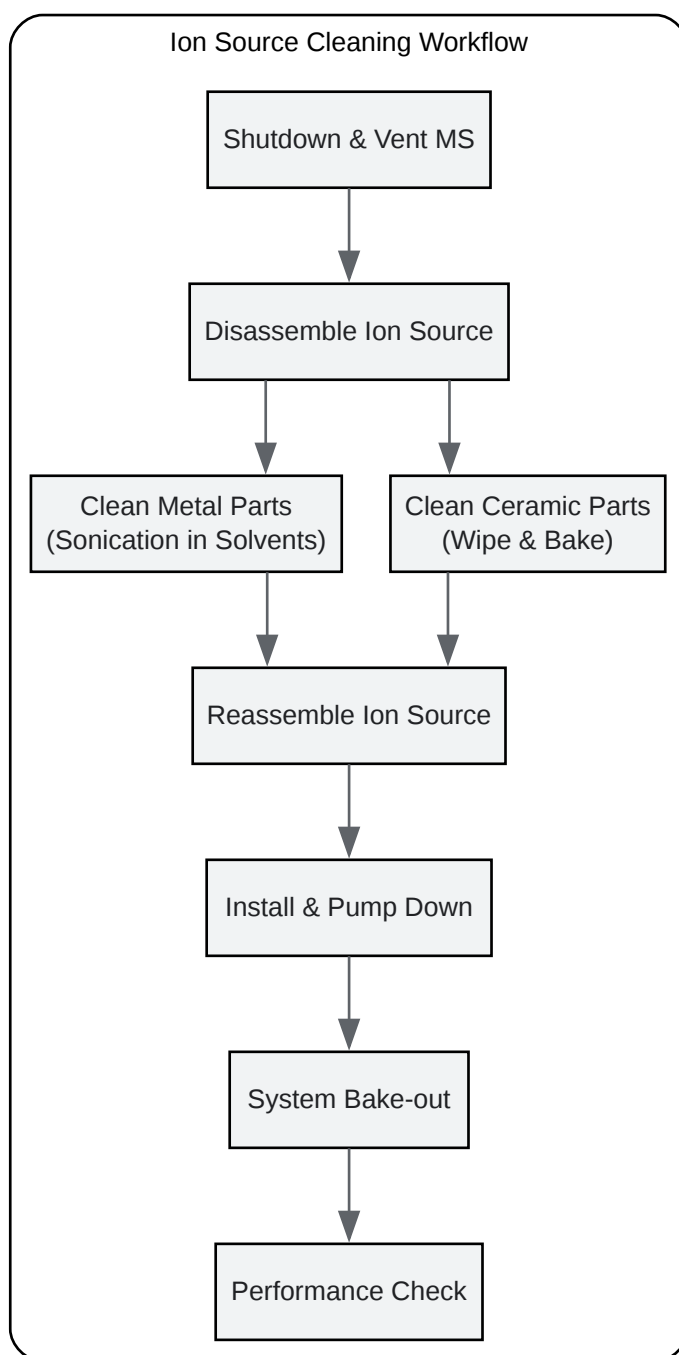 Ion Source Cleaning Workflow
Shutdown & Vent MS
Disassemble Ion Source
Clean Metal Parts
(Sonication in Solvents)
Clean Ceramic Parts
(Wipe & Bake)
Reassemble Ion Source
Install & Pump Down
System Bake-out
Performance Check